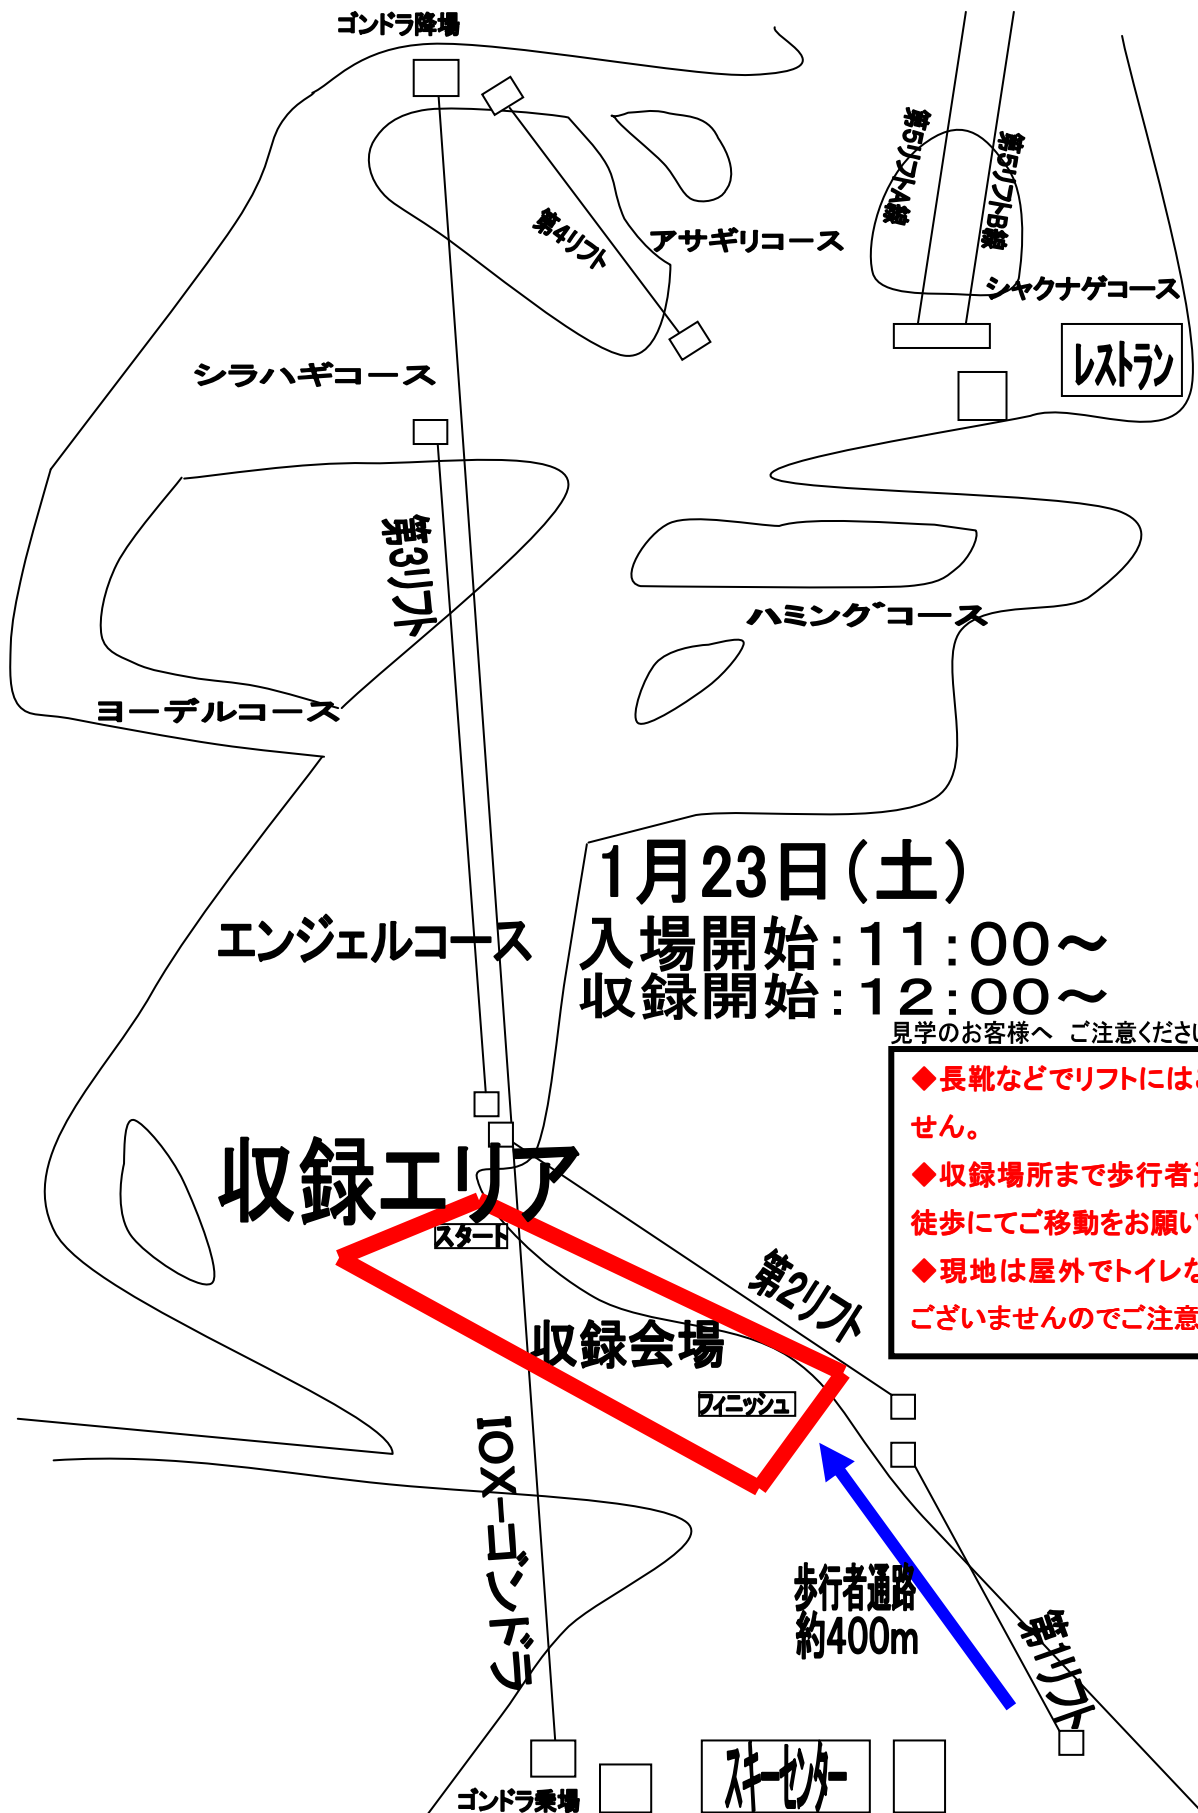 ゴンドラ降場
第5リフトA線
第5リフトB線
第4リフト
アサギリコース
シャクナゲコース
レストラン
シラハギコース
第3リフト
ハミングコース
ヨーデルコース
1月23日(土)
エンジェルコース
入場開始:11:00～
収録開始:12:00～
見学のお客様へ ご注意くださ
◆長靴などでリフトには
せん。
◆収録場所まで歩行者
徒歩にてご移動をお願い
◆現地は屋外でトイレな
ございませんのでご注意
収録エリア
スタート
第2リフト
収録会場
フィニッシュ
IOX-ゴンドラ
歩行者通路
約400m
第1リフト
スキーセンター
ゴンドラ乗場